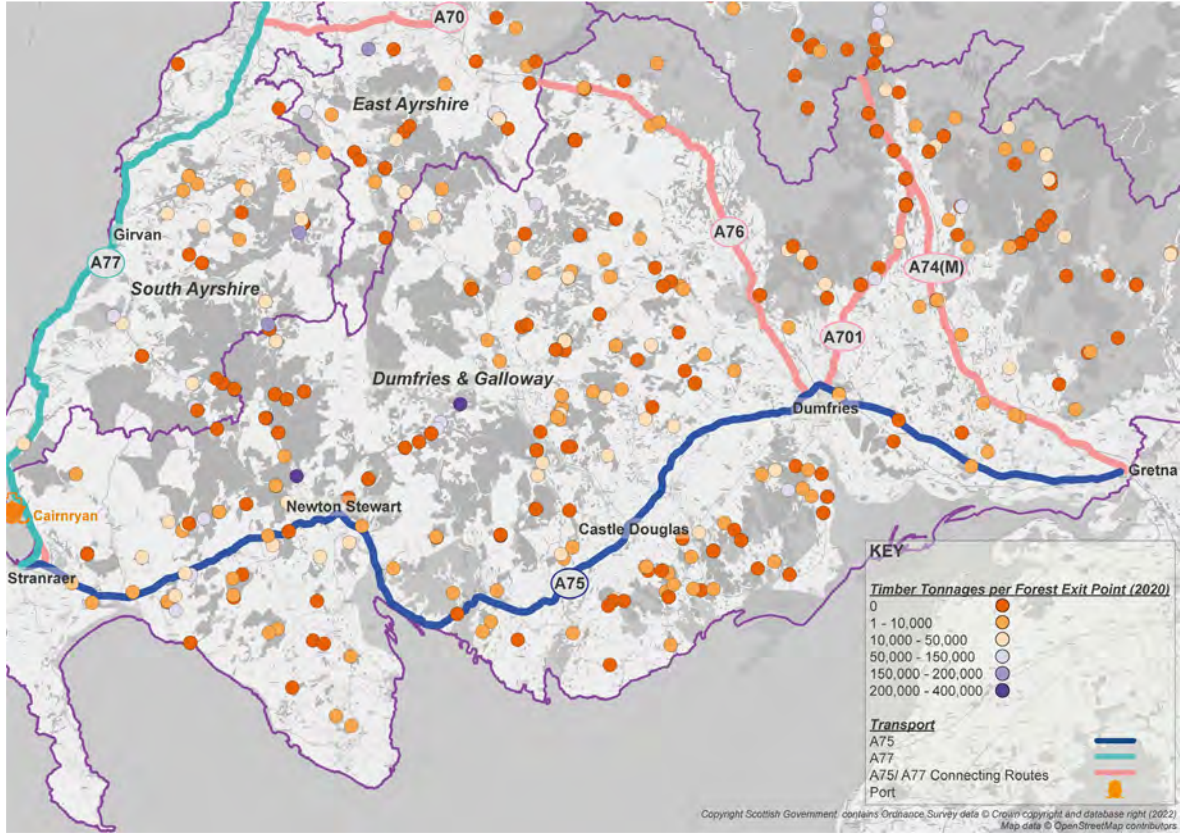 A70
East Ayrshire
A76
Girvan
A77
South Ayrshire
A74(M)
A701
Dumfries & Galloway
Dumfries
Gretna
Newton Stewart
Cairnryan
Castle Douglas
Stranraer
A75
KEY
Timber Tonnages per Forest Exit Point (2020)
0
1 - 10,000
10,000 - 50,000
50,000 - 150,000
150,000 - 200,000
200,000 - 400,000
Transport
A75
A77
A75/ A77 Connecting Routes
Port
Copyright Scottish Government, contains Ordnance Survey data © Crown copyright and database right (2022)
Map data © OpenStreetMap contributors